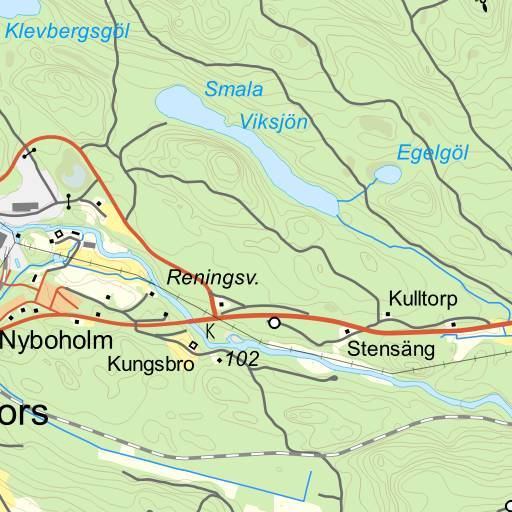 Klevbergsgöl
Smala
Viksjön
Egelgöl
Reningsv.
Kulltorp
K
Nyboholm
Stensäng
Kungsbro
102
ors